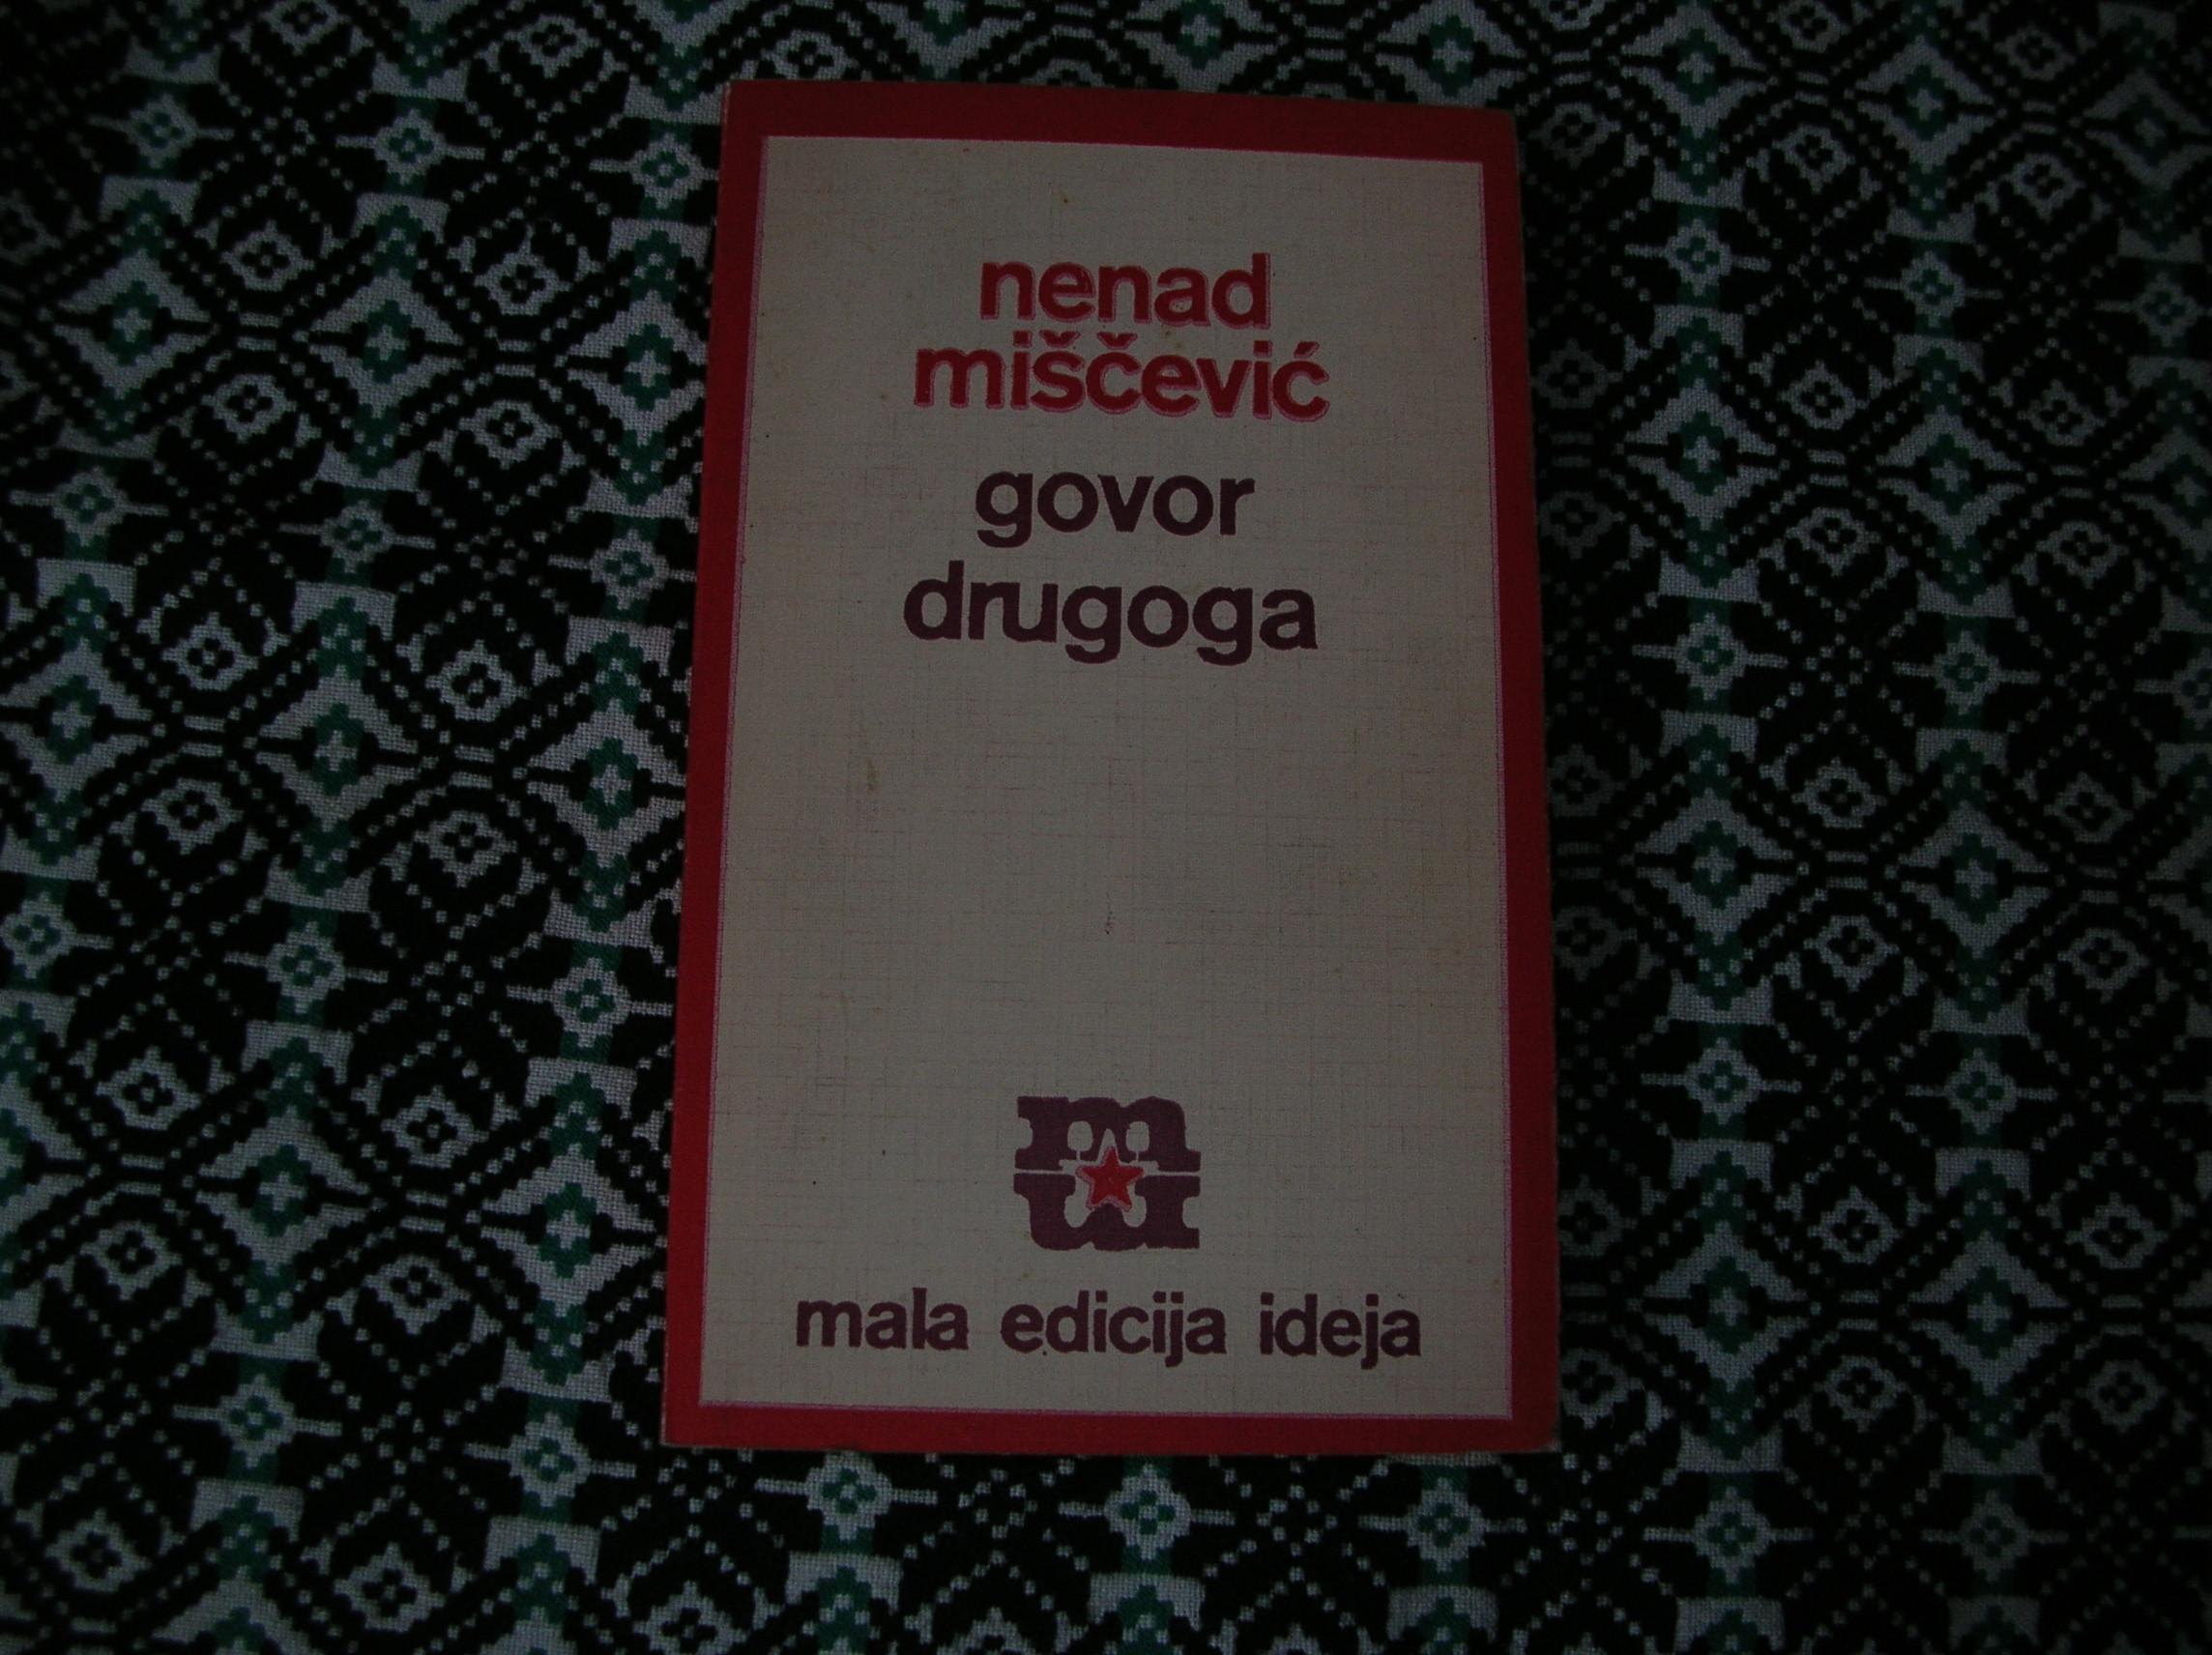 nenad
miščević
govor
drugoga
m
mala edicija ideja